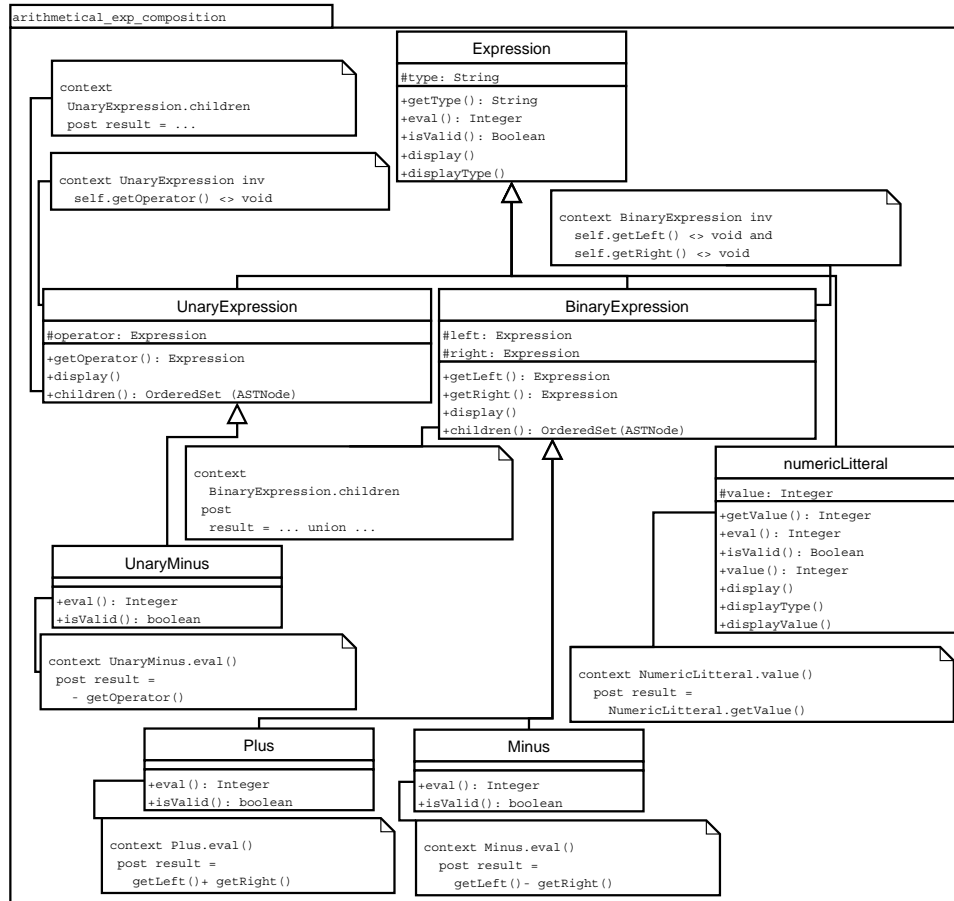 arithmetical_exp_composition
Expression
#type: String
+getType(): String
+eval(): Integer
+isValid(): Boolean
+display()
+displayType()
context
UnaryExpression.children
post result = ...
context UnaryExpression inv
self.getOperator() <> void
context BinaryExpression inv
self.getLeft() <> void and
self.getRight() <> void
UnaryExpression
#operator: Expression
+getOperator(): Expression
+display()
+children(): OrderedSet (ASTNode)
BinaryExpression
#left: Expression
#right: Expression
+getLeft(): Expression
+getRight(): Expression
+display()
+children(): OrderedSet(ASTNode)
context
BinaryExpression.children
post
result = ... union ...
numericLitteral
#value: Integer
+getValue(): Integer
+eval(): Integer
+isValid(): Boolean
+value(): Integer
+display()
+displayType()
+displayValue()
UnaryMinus
+eval(): Integer
+isValid(): boolean
context UnaryMinus.eval()
post result =
- getOperator()
context NumericLitteral.value()
post result =
NumericLitteral.getValue()
Plus
+eval(): Integer
+isValid(): boolean
Minus
+eval(): Integer
+isValid(): boolean
context Plus.eval()
post result =
getLeft()+ getRight()
context Minus.eval()
post result =
getLeft()- getRight()